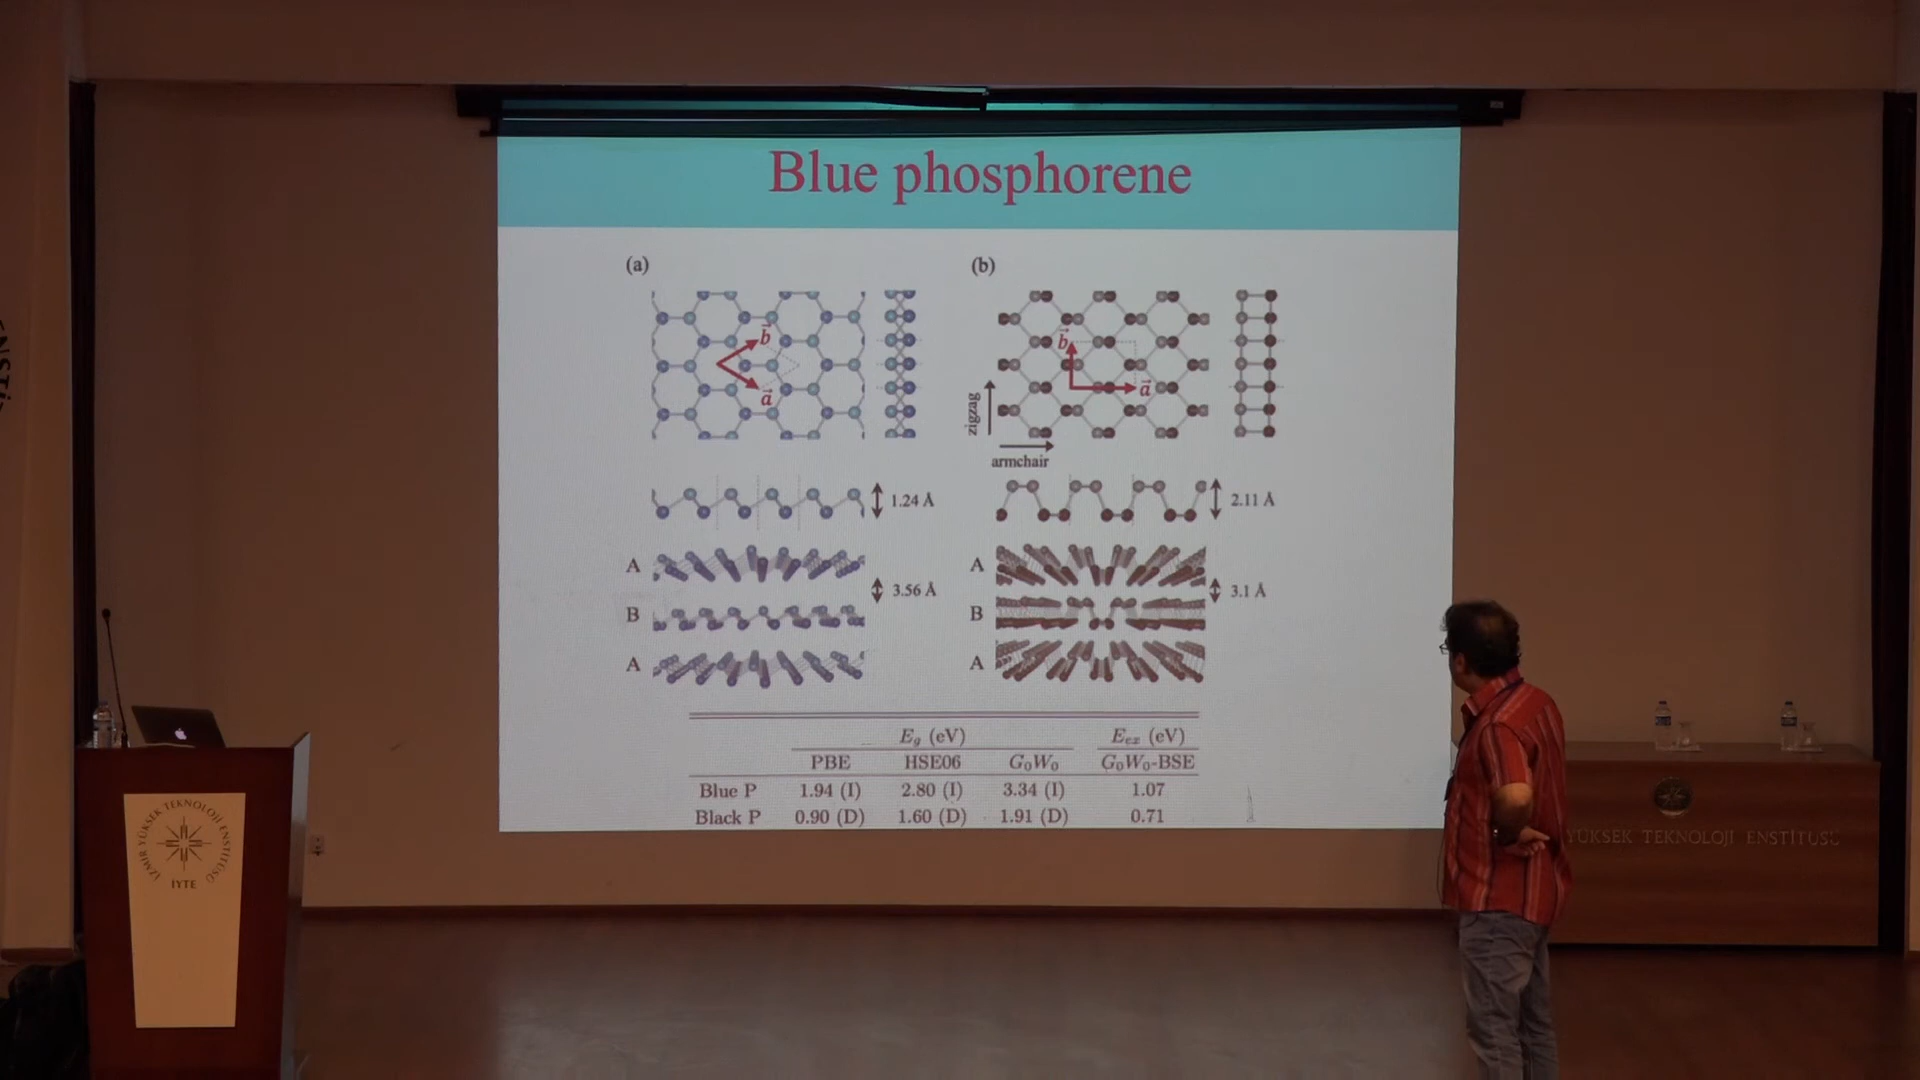 Blue phosphorene
(a)
(b)
b
a
b
a
zigzag
armchair
1.24 Å
2.11 Å
A
3.56 Å
B
A
A
3.1 Å
B
A
E_g (eV)
E_ex (eV)
PBE
HSE06
G₀W₀
G₀W₀-BSE
Blue P
1.94 (I)
2.80 (I)
3.34 (I)
1.07
Black P
0.90 (D)
1.60 (D)
1.91 (D)
0.71
İZMİR YÜKSEK TEKNOLOJİ ENSTİTÜSÜ
İYTE
YÜKSEK TEKNOLOJİ ENSTİTÜSÜ